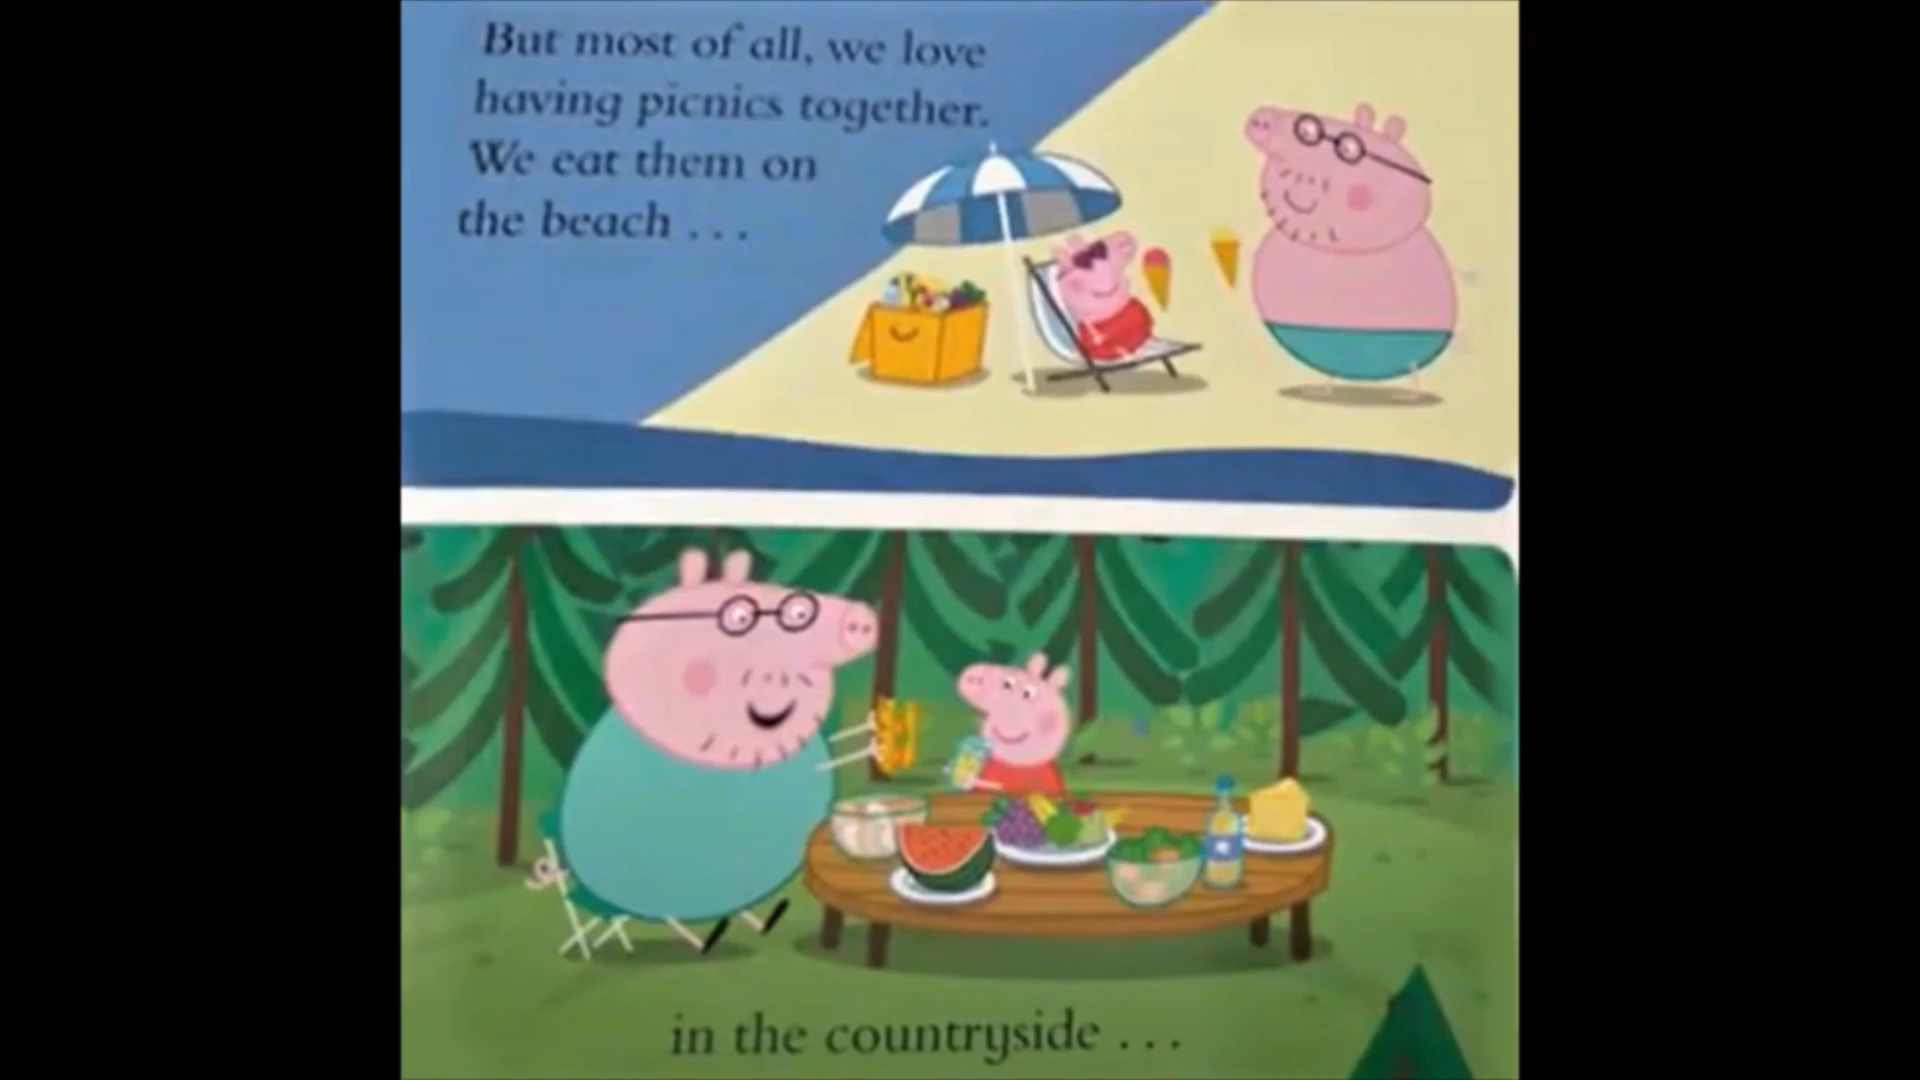 But most of all, we love
having picnics together.
We eat them on
the beach . . .
in the countryside . . .